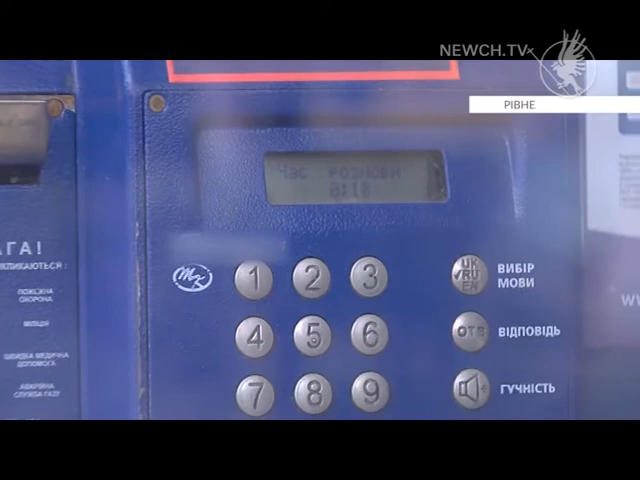 NEWCH.TV
РІВНЕ
Час розмови
0:18
АГА!
ИКЛИКАЮТЬСЯ :
ПОЖЕЖНА
ОХОРОНА
МІЛІЦІЯ
ШВИДКА МЕДИЧНА
ДОПОМОГА
АВАРІЙНА
СЛУЖБА ГАЗУ
1 2 3
4 5 6
7 8 9
UK
RU
EN
ВИБІР
МОВИ
ОТВ
ВІДПОВІДЬ
ГУЧНІСТЬ